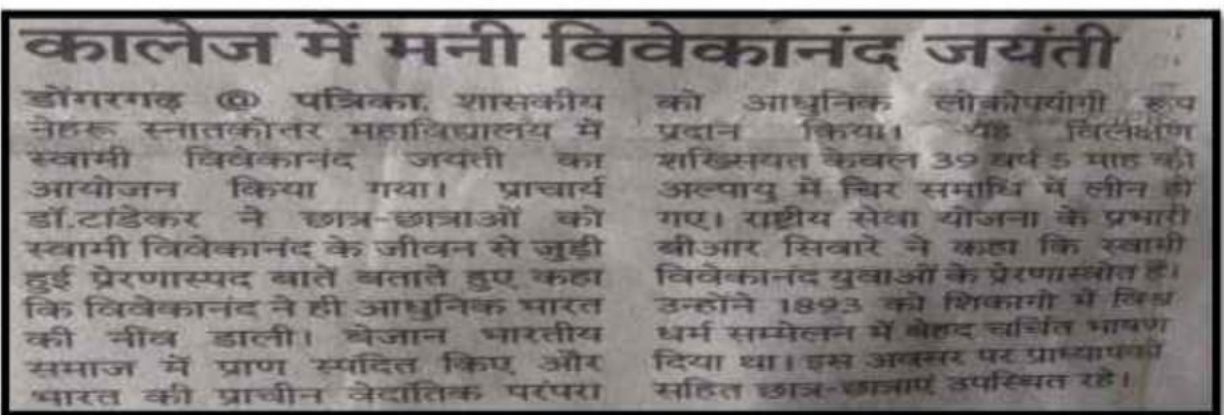 कालेज में मनी विवेकानंद जयंती
डोंगरगढ़ @ पत्रिका. शासकीय
नेहरू स्नातकोत्तर महाविद्यालय में
स्वामी विवेकानंद जयंती का
आयोजन किया गया। प्राचार्य
डॉ.टांडेकर ने छात्र-छात्राओं को
स्वामी विवेकानंद के जीवन से जुड़ी
हुई प्रेरणास्पद बातें बताते हुए कहा
कि विवेकानंद ने ही आधुनिक भारत
की नींव डाली। बेजान भारतीय
समाज में प्राण स्पंदित किए और
भारत की प्राचीन वेदांतिक परंपरा
को आधुनिक लोकोपयोगी रूप
प्रदान किया। यह विलक्षण
शख्सियत केवल 39 वर्ष 5 माह की
अल्पायु में चिर समाधि में लीन हो
गए। राष्ट्रीय सेवा योजना के प्रभारी
बीआर सिवारे ने कहा कि स्वामी
विवेकानंद युवाओं के प्रेरणास्त्रोत हैं।
उन्होंने 1893 को शिकागो में विश्व
धर्म सम्मेलन में बेहद चर्चित भाषण
दिया था। इस अवसर पर प्राध्यापकों
सहित छात्र-छात्राएं उपस्थित रहे।